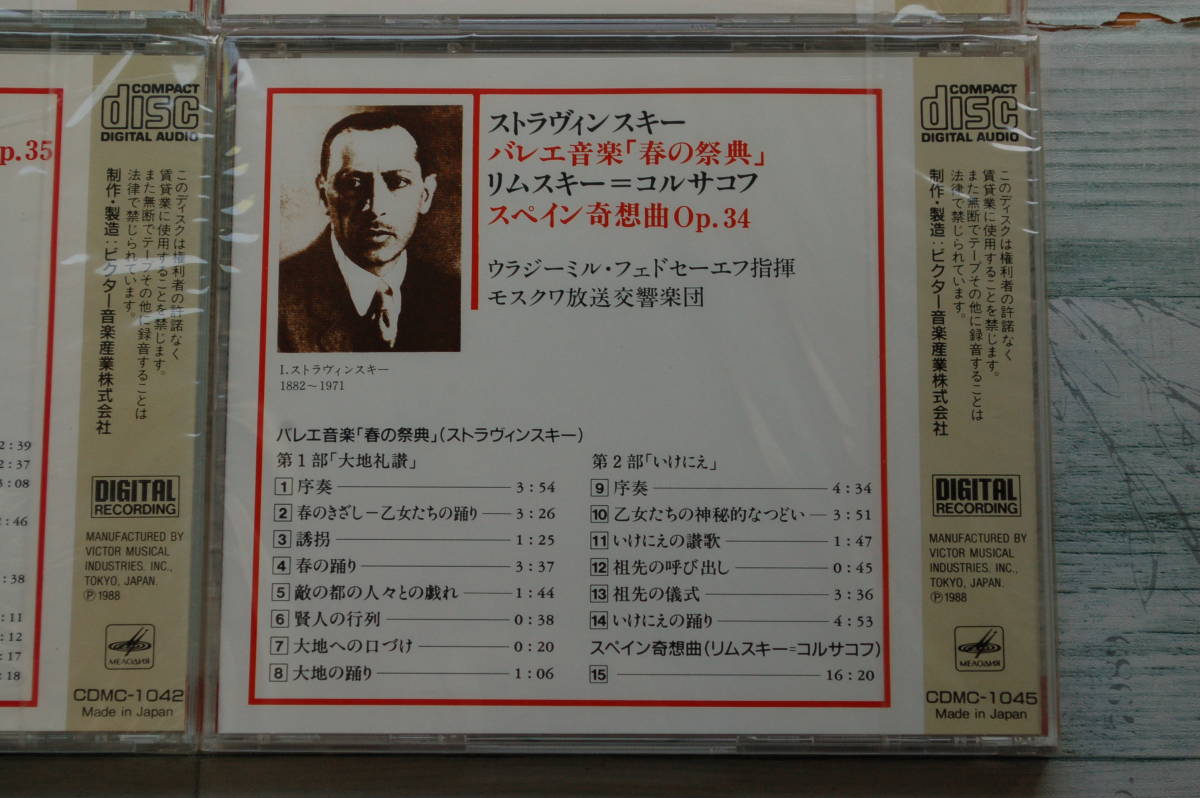 p.35
COMPACT
disc
DIGITAL AUDIO
このディスクは権利者の許諾なく
賃貸業に使用することを禁じます。
また無断でテープその他に録音することは
法律で禁じられています。
制作・製造:ビクター音楽産業株式会社
2:39
2:37
3:08
2:46
:38
:11
:12
:17
:18
DIGITAL
RECORDING
MANUFACTURED BY
VICTOR MUSICAL
INDUSTRIES. INC.,
TOKYO, JAPAN.
Ⓟ1988
МЕЛОДИЯ
CDMC-1042
Made in Japan
ストラヴィンスキー
バレエ音楽「春の祭典」
リムスキー=コルサコフ
スペイン奇想曲Op.34
ウラジーミル・フェドセーエフ指揮
モスクワ放送交響楽団
I.ストラヴィンスキー
1882〜1971
バレエ音楽「春の祭典」(ストラヴィンスキー)
第1部「大地礼讃」
1 序奏 3:54
2 春のきざし−乙女たちの踊り 3:26
3 誘拐 1:25
4 春の踊り 3:37
5 敵の都の人々との戯れ 1:44
6 賢人の行列 0:38
7 大地への口づけ 0:20
8 大地の踊り 1:06
第2部「いけにえ」
9 序奏 4:34
10 乙女たちの神秘的なつどい 3:51
11 いけにえの讃歌 1:47
12 祖先の呼び出し 0:45
13 祖先の儀式 3:36
14 いけにえの踊り 4:53
スペイン奇想曲(リムスキー=コルサコフ)
15 16:20
COMPACT
disc
DIGITAL AUDIO
このディスクは権利者の許諾なく
賃貸業に使用することを禁じます。
また無断でテープその他に録音することは
法律で禁じられています。
制作・製造:ビクター音楽産業株式会社
DIGITAL
RECORDING
MANUFACTURED BY
VICTOR MUSICAL
INDUSTRIES. INC.,
TOKYO, JAPAN.
Ⓟ1988
МЕЛОДИЯ
CDMC-1045
Made in Japan